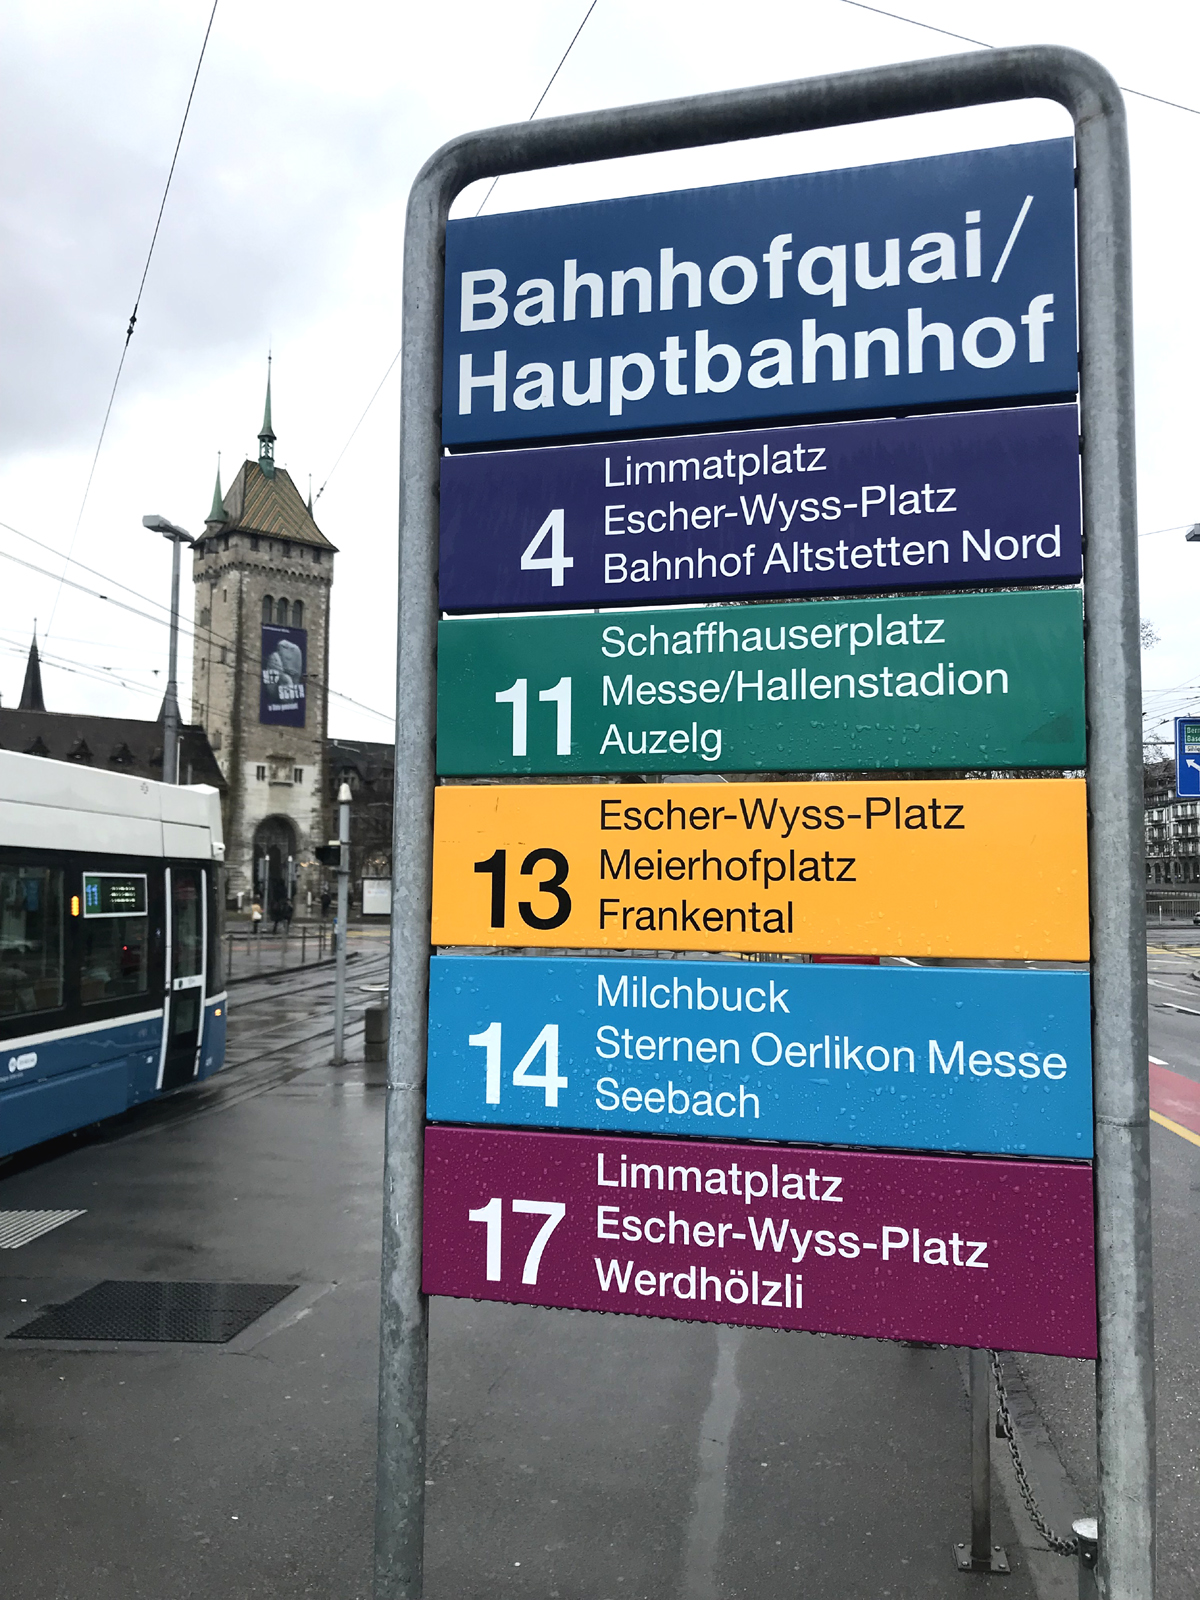 Bahnhofquai/
Hauptbahnhof
4
Limmatplatz
Escher-Wyss-Platz
Bahnhof Altstetten Nord
11
Schaffhauserplatz
Messe/Hallenstadion
Auzelg
13
Escher-Wyss-Platz
Meierhofplatz
Frankental
14
Milchbuck
Sternen Oerlikon Messe
Seebach
17
Limmatplatz
Escher-Wyss-Platz
Werdhölzli
11